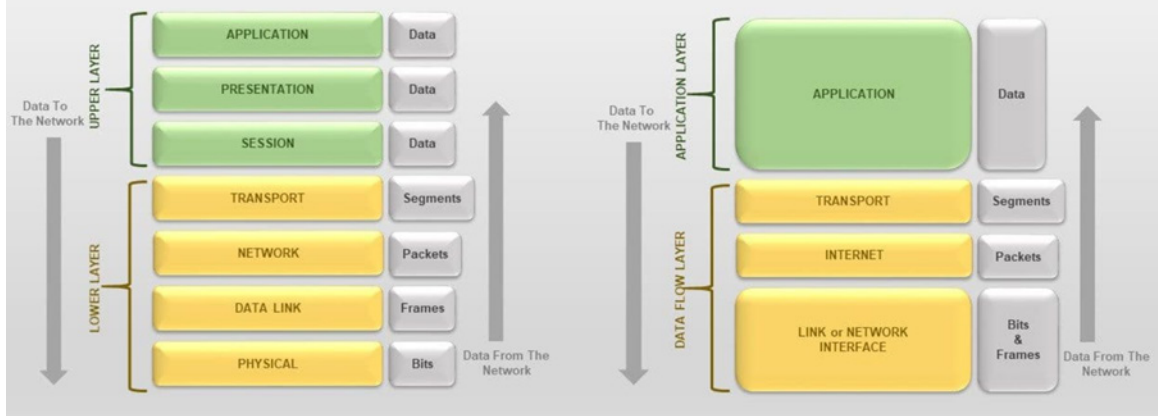 UPPER LAYER
APPLICATION
Data
PRESENTATION
Data
SESSION
Data
Data To
The Network
LOWER LAYER
TRANSPORT
Segments
NETWORK
Packets
DATA LINK
Frames
PHYSICAL
Bits
Data From The
Network
APPLICATION LAYER
APPLICATION
Data
Data To
The Network
DATA FLOW LAYER
TRANSPORT
Segments
INTERNET
Packets
LINK or NETWORK
INTERFACE
Bits
&
Frames
Data From The
Network